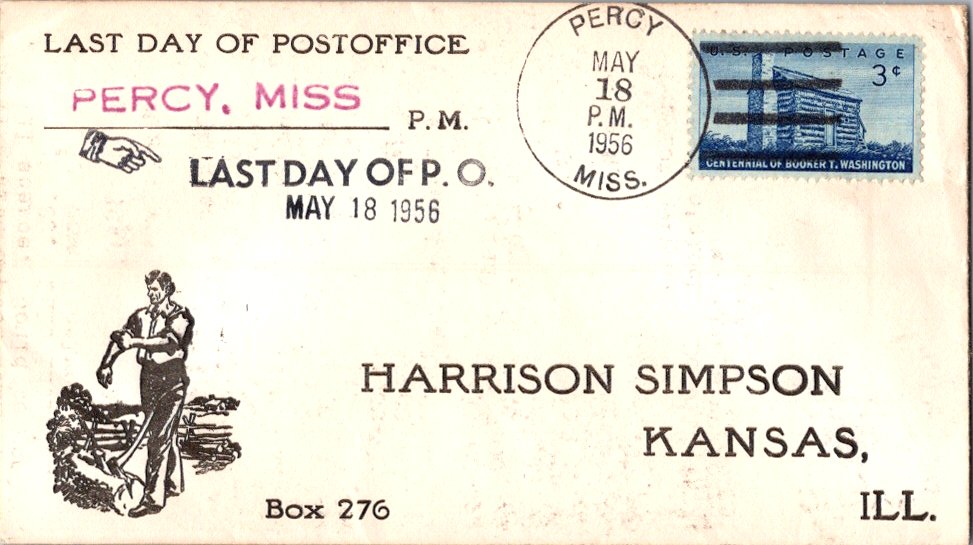 LAST DAY OF POSTOFFICE
PERCY, MISS
P.M.
LAST DAY OF P. O.
MAY 18 1956
PERCY
MAY
18
P.M.
1956
MISS.
U.S. POSTAGE
3¢
CENTENNIAL OF BOOKER T. WASHINGTON
HARRISON SIMPSON
KANSAS,
ILL.
Box 276